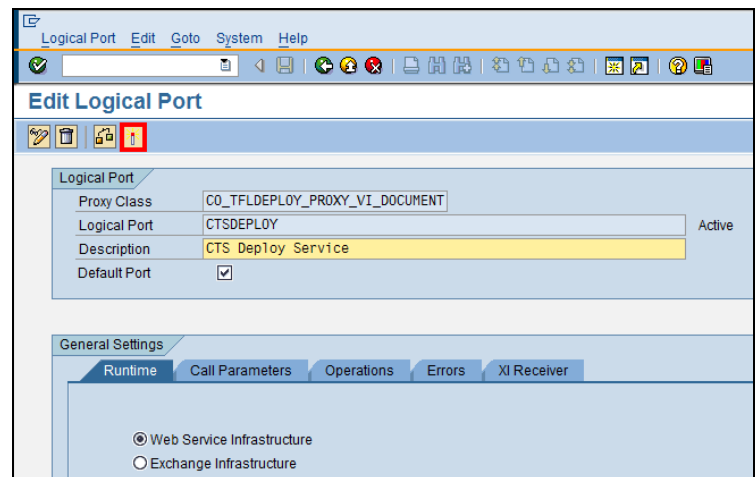 Logical Port Edit Goto System Help
Edit Logical Port
Logical Port
Proxy Class CO_TFLDEPLOY_PROXY_VI_DOCUMENT
Logical Port CTSDEPLOY Active
Description CTS Deploy Service
Default Port
General Settings
Runtime Call Parameters Operations Errors XI Receiver
Web Service Infrastructure
Exchange Infrastructure